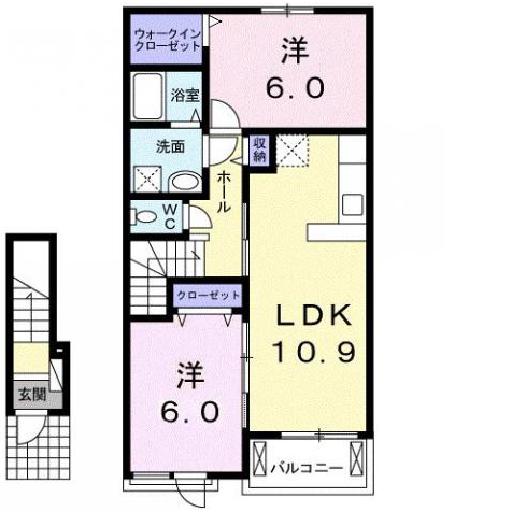 ウォークイン
クローゼット
洋
6.0
浴室
洗面
収納
ホール
WC
クローゼット
LDK
10.9
洋
6.0
玄関
バルコニー